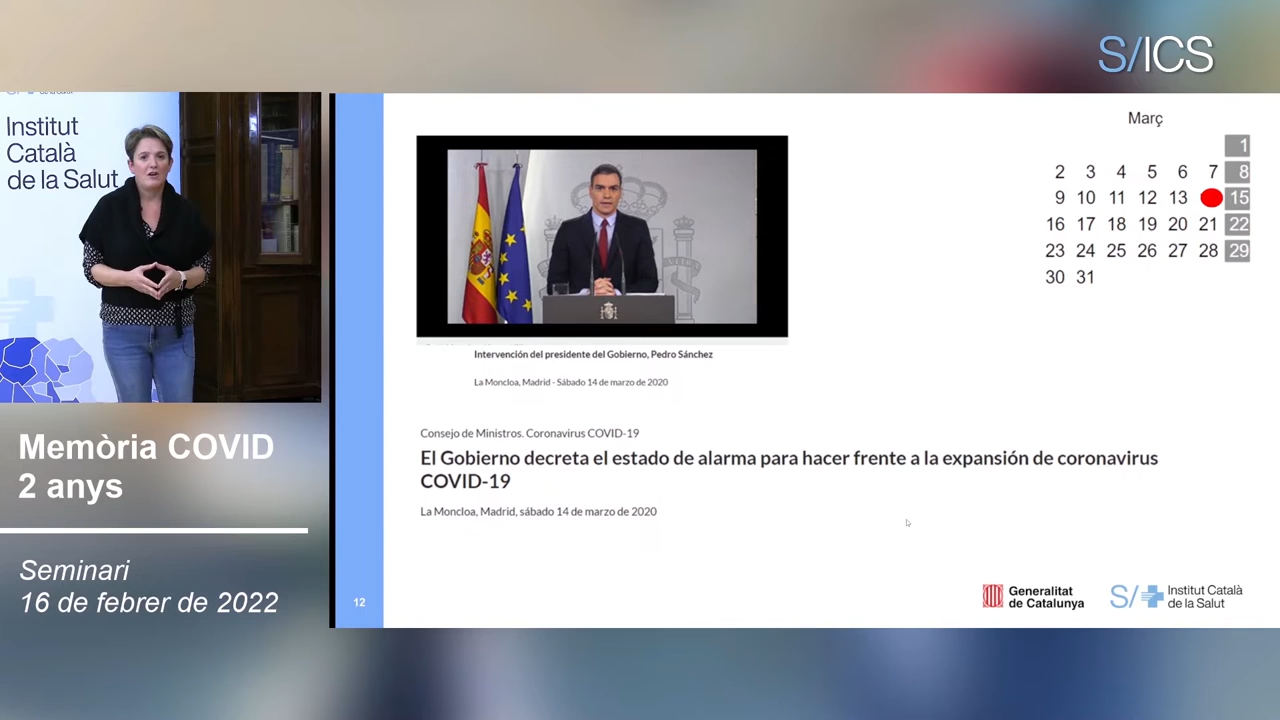 S/ICS
Institut
Català
de la Salut
Memòria COVID
2 anys
Seminari
16 de febrer de 2022
12
Març
1
2 3 4 5 6 7 8
9 10 11 12 13 15
16 17 18 19 20 21 22
23 24 25 26 27 28 29
30 31
Intervención del presidente del Gobierno, Pedro Sánchez
La Moncloa, Madrid - Sábado 14 de marzo de 2020
Consejo de Ministros. Coronavirus COVID-19
El Gobierno decreta el estado de alarma para hacer frente a la expansión de coronavirus
COVID-19
La Moncloa, Madrid, sábado 14 de marzo de 2020
Generalitat
de Catalunya
S/
Institut Català
de la Salut